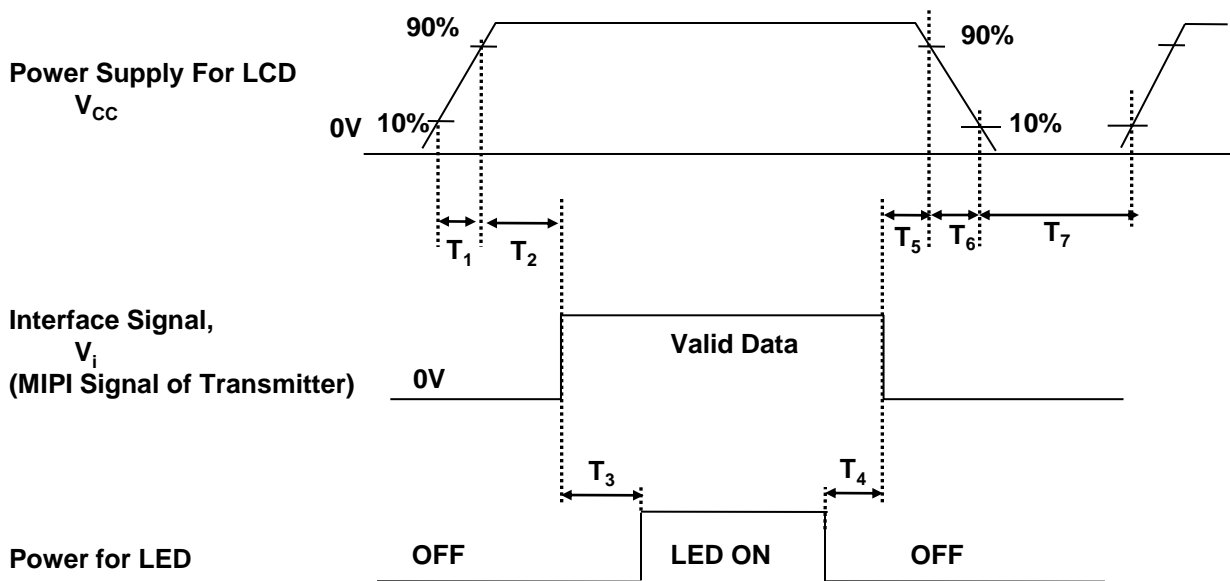 90%
90%
Power Supply For LCD
VCC
0V
10%
10%
T1
T2
T5
T6
T7
Interface Signal,
Vi
(MIPI Signal of Transmitter)
0V
Valid Data
T3
T4
Power for LED
OFF
LED ON
OFF